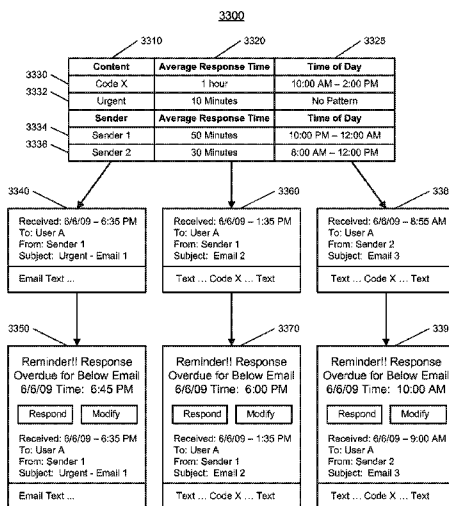 3300
3310 3320 3325
Content Average Response Time Time of Day
3330 Code X 1 hour 10:00 AM – 2:00 PM
3332 Urgent 10 Minutes No Pattern
Sender Average Response Time Time of Day
3334 Sender 1 50 Minutes 10:00 PM – 12:00 AM
3336 Sender 2 30 Minutes 8:00 AM – 12:00 PM
3340
Received: 6/6/09 – 6:35 PM
To: User A
From: Sender 1
Subject: Urgent - Email 1
Email Text ...
3360
Received: 6/6/09 – 1:35 PM
To: User A
From: Sender 1
Subject: Email 2
Text ... Code X ... Text
338
Received: 6/6/09 – 8:55 AM
To: User A
From: Sender 2
Subject: Email 3
Text ... Code X ... Text
3350
Reminder!! Response
Overdue for Below Email
6/6/09 Time: 6:45 PM
Respond Modify
Received: 6/6/09 – 6:35 PM
To: User A
From: Sender 1
Subject: Urgent - Email 1
Email Text ...
3370
Reminder!! Response
Overdue for Below Email
6/6/09 Time: 6:00 PM
Respond Modify
Received: 6/6/09 – 1:35 PM
To: User A
From: Sender 1
Subject: Email 2
Text ... Code X ... Text
339
Reminder!! Response
Overdue for Below Email
6/6/09 Time: 10:00 AM
Respond Modify
Received: 6/6/09 – 9:00 AM
To: User A
From: Sender 2
Subject: Email 3
Text ... Code X ... Text